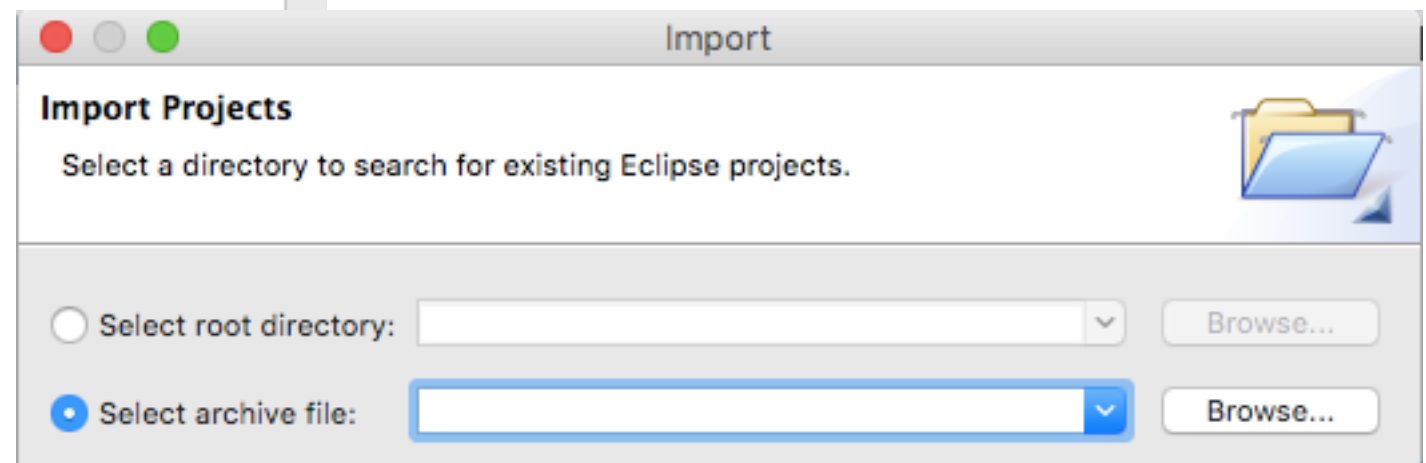 Import
Import Projects
Select a directory to search for existing Eclipse projects.
Select root directory: Browse...
Select archive file: Browse...